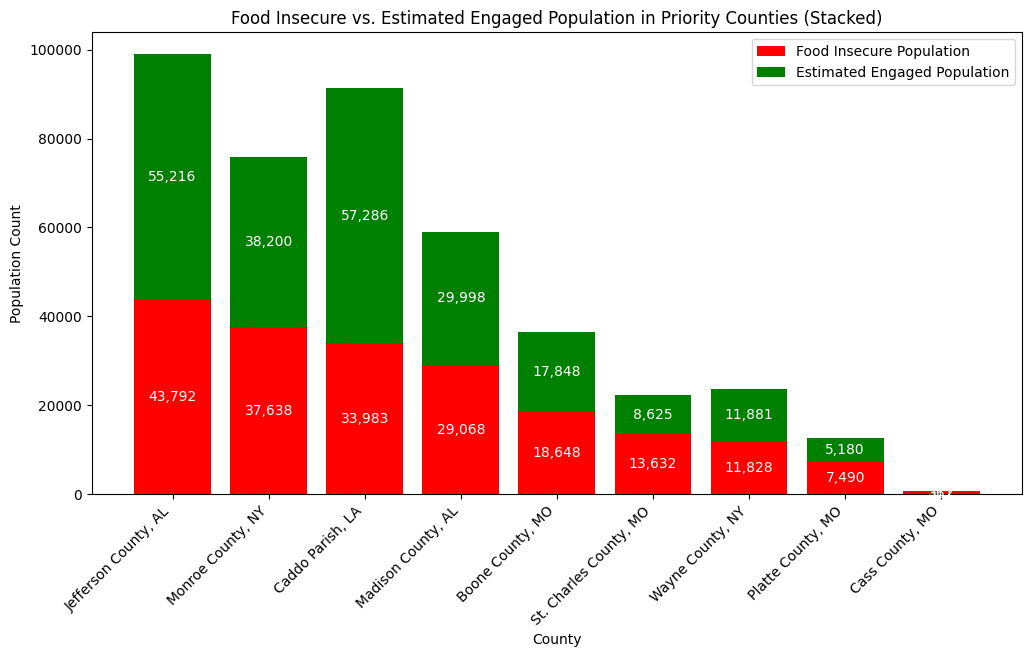 Food Insecure vs. Estimated Engaged Population in Priority Counties (Stacked)
Food Insecure Population
Estimated Engaged Population
Population Count
100000
80000
60000
40000
20000
0
55,216
38,200
57,286
29,998
17,848
8,625
11,881
5,180
43,792
37,638
33,983
29,068
18,648
13,632
11,828
7,490
Jefferson County, AL
Monroe County, NY
Caddo Parish, LA
Madison County, AL
Boone County, MO
St. Charles County, MO
Wayne County, NY
Platte County, MO
Cass County, MO
County